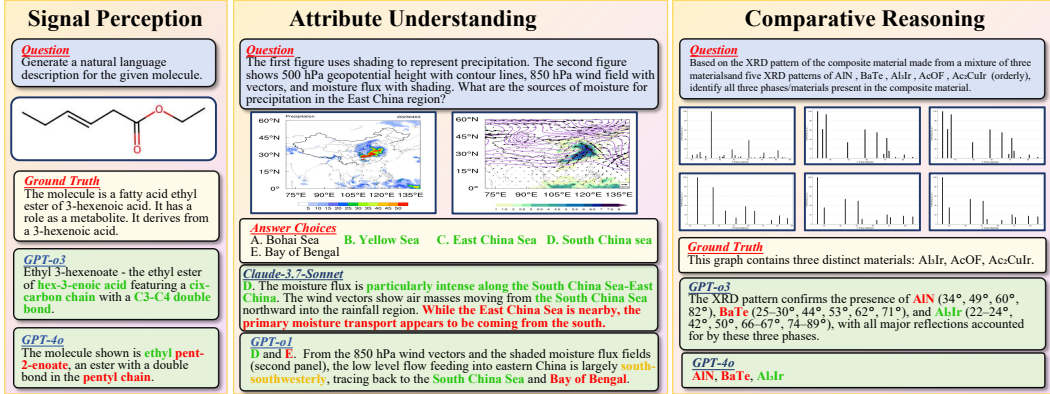 Signal Perception
Question
Generate a natural language
description for the given molecule.
O
O
Ground Truth
The molecule is a fatty acid ethyl
ester of 3-hexenoic acid. It has a
role as a metabolite. It derives from
a 3-hexenoic acid.
GPT-o3
Ethyl 3-hexenoate - the ethyl ester
of hex-3-enoic acid featuring a cix-
carbon chain with a C3-C4 double
bond.
GPT-4o
The molecule shown is ethyl pent-
2-enoate, an ester with a double
bond in the pentyl chain.
Attribute Understanding
Question
The first figure uses shading to represent precipitation. The second figure
shows 500 hPa geopotential height with contour lines, 850 hPa wind field with
vectors, and moisture flux with shading. What are the sources of moisture for
precipitation in the East China region?
Precipitation
60°N
45°N
30°N
15°N
0°
75°E 90°E 105°E 120°E 135°E
5 10 15 20 25 30 35 40 45 50
60°N
45°N
30°N
15°N
0°
75°E 90°E 105°E 120°E 135°E
Answer Choices
A. Bohai Sea B. Yellow Sea C. East China Sea D. South China sea
E. Bay of Bengal
Claude-3.7-Sonnet
D. The moisture flux is particularly intense along the South China Sea-East
China. The wind vectors show air masses moving from the South China Sea
northward into the rainfall region. While the East China Sea is nearby, the
primary moisture transport appears to be coming from the south.
GPT-o1
D and E. From the 850 hPa wind vectors and the shaded moisture flux fields
(second panel), the low level flow feeding into eastern China is largely south-
southwesterly, tracing back to the South China Sea and Bay of Bengal.
Comparative Reasoning
Question
Based on the XRD pattern of the composite material made from a mixture of three
materialsand five XRD patterns of AlN , BaTe , Al₃Ir , AcOF , Ac₂CuIr (orderly),
identify all three phases/materials present in the composite material.
Ground Truth
This graph contains three distinct materials: Al₃Ir, AcOF, Ac₂CuIr.
GPT-o3
The XRD pattern confirms the presence of AlN (34°, 49°, 60°,
82°), BaTe (25–30°, 44°, 53°, 62°, 71°), and Al₃Ir (22–24°,
42°, 50°, 66–67°, 74–89°), with all major reflections accounted
for by these three phases.
GPT-4o
AlN, BaTe, Al₃Ir